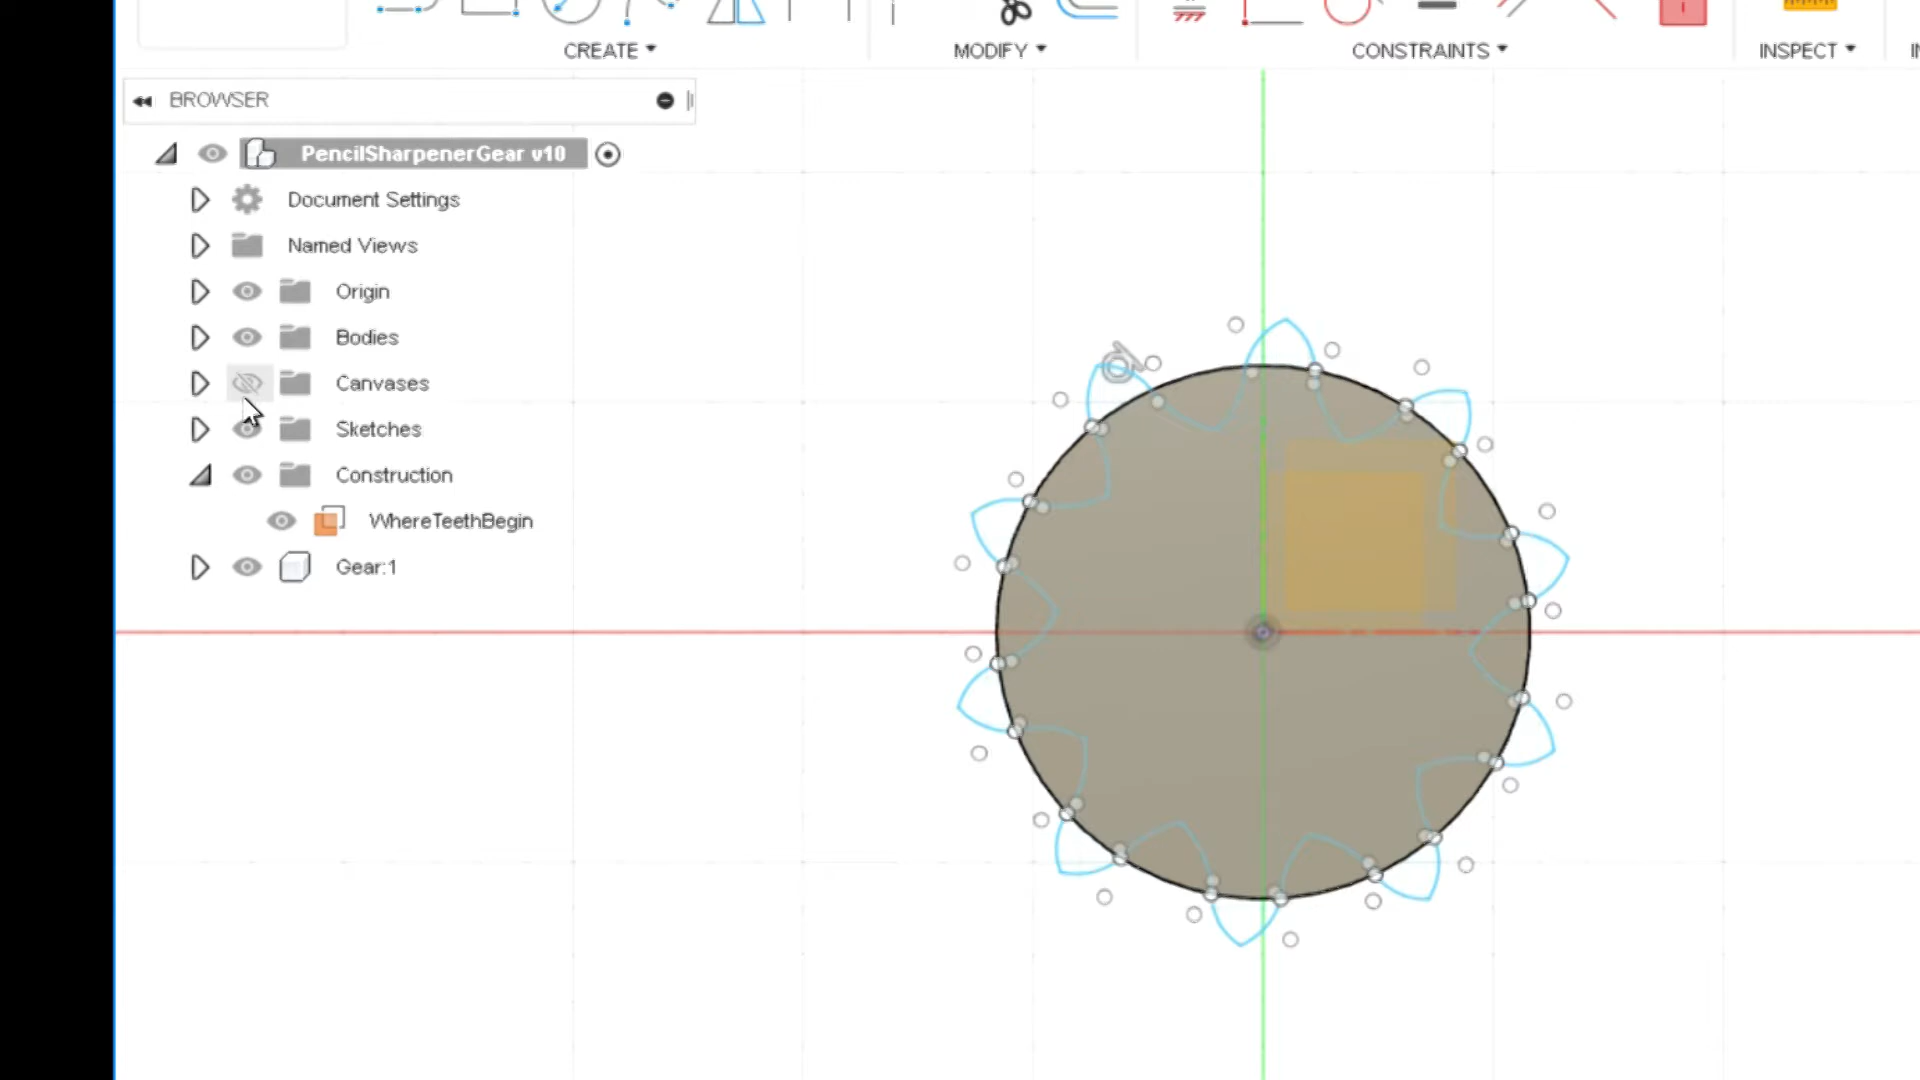 CREATE
MODIFY
CONSTRAINTS
INSPECT
BROWSER
PencilSharpenerGear v10
Document Settings
Named Views
Origin
Bodies
Canvases
Sketches
Construction
WhereTeethBegin
Gear:1